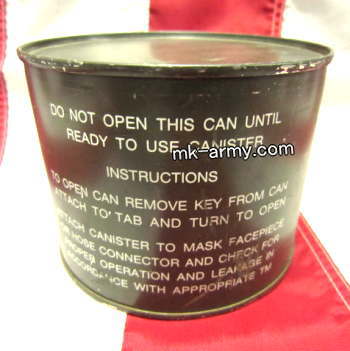 DO NOT OPEN THIS CAN UNTIL
READY TO USE CANISTER
mk-army.com
INSTRUCTIONS
TO OPEN CAN REMOVE KEY FROM CAN
ATTACH TO TAB AND TURN TO OPEN
ATTACH CANISTER TO MASK FACEPIECE
OR HOSE CONNECTOR AND CHECK FOR
PROPER OPERATION AND LEAKAGE IN
ACCORDANCE WITH APPROPRIATE TM